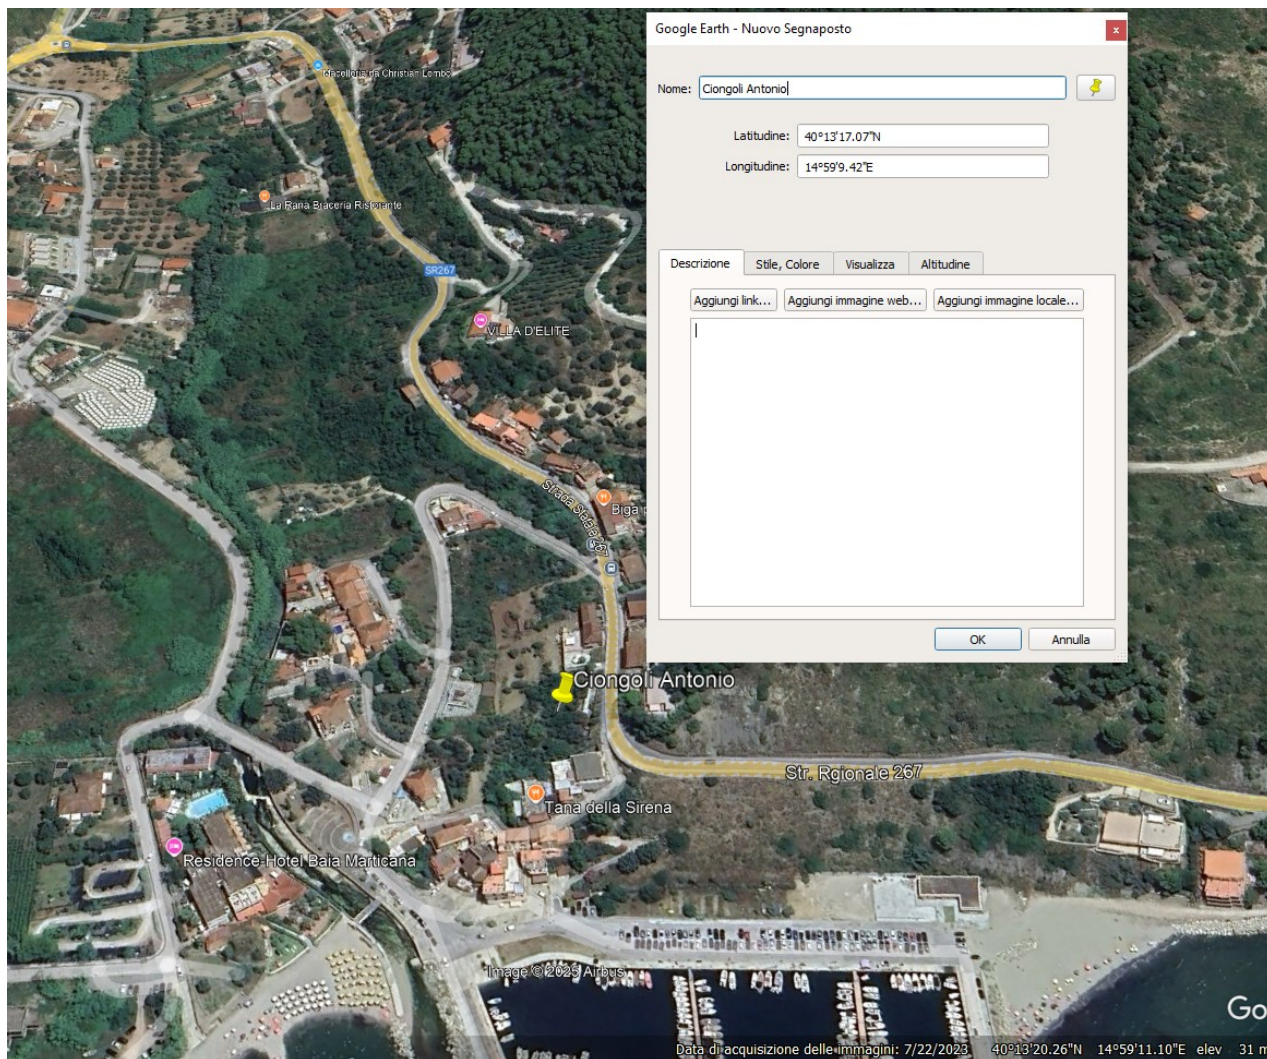 Google Earth - Nuovo Segnaposto
x
Nome: Ciongoli Antonio
Latitudine: 40°13'17.07"N
Longitudine: 14°59'9.42"E
Descrizione Stile, Colore Visualizza Altitudine
Aggiungi link... Aggiungi immagine web... Aggiungi immagine locale...
OK Annulla
Macelleria da Christian Lembo
La Rana Braceria Ristorante
SR267
VILLA D'ELITE
Strada Statale 267
Biga p
Ciongoli Antonio
Str. Rgionale 267
Tana della Sirena
Residence-Hotel Baia Marticana
Image © 2025 Airbus
Go
Data di acquisizione delle immagini: 7/22/2023 40°13'20.26"N 14°59'11.10"E elev 31 m